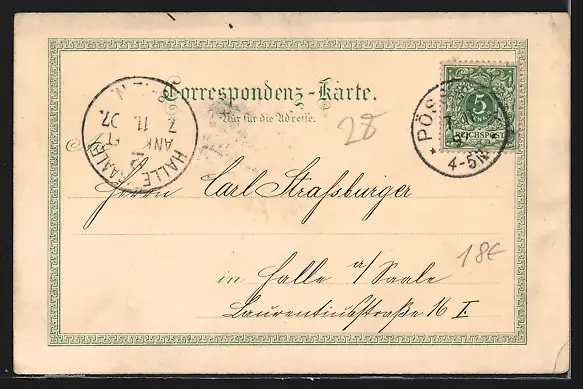 Correspondenz-Karte.
Nur für die Adresse.
28
5
REICHSPOST
PÖSS
4-5N
HALLE (SAALE)
ANK
7 11 97
Herrn Carl Straßburger
18€
in Halle a/Saale
Laurentiusstraße 16 I.